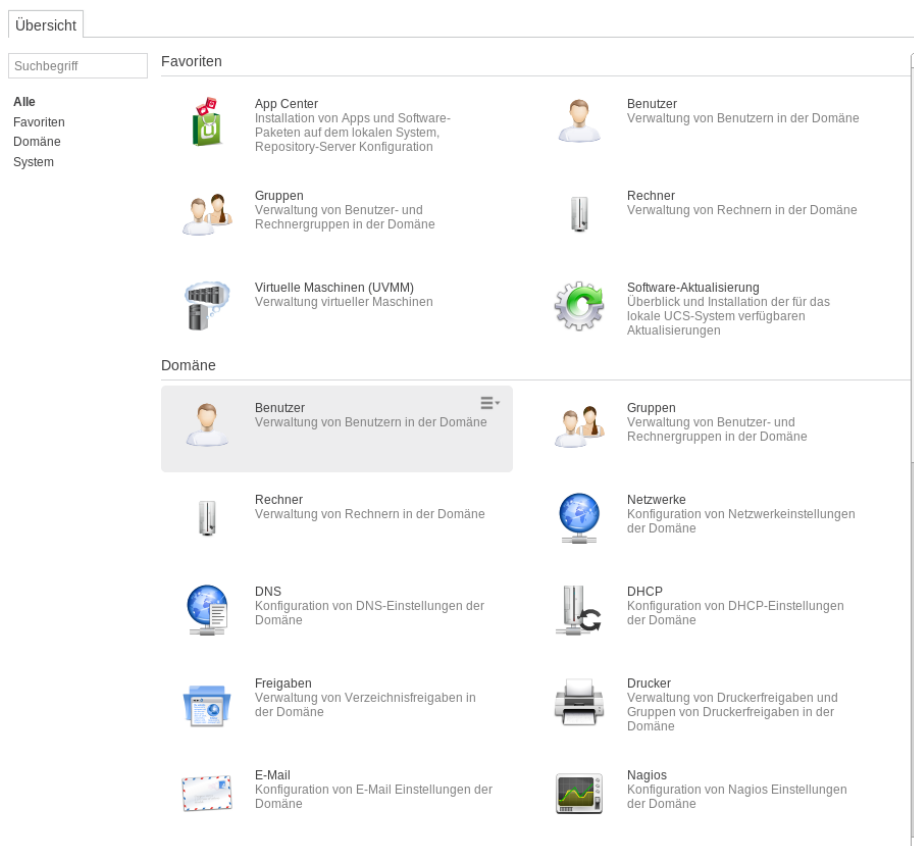 Übersicht
Suchbegriff
Alle
Favoriten
Domäne
System
Favoriten
App Center
Installation von Apps und Software-
Paketen auf dem lokalen System,
Repository-Server Konfiguration
Benutzer
Verwaltung von Benutzern in der Domäne
Gruppen
Verwaltung von Benutzer- und
Rechnergruppen in der Domäne
Rechner
Verwaltung von Rechnern in der Domäne
Virtuelle Maschinen (UVMM)
Verwaltung virtueller Maschinen
Software-Aktualisierung
Überblick und Installation der für das
lokale UCS-System verfügbaren
Aktualisierungen
Domäne
Benutzer
Verwaltung von Benutzern in der Domäne
Gruppen
Verwaltung von Benutzer- und
Rechnergruppen in der Domäne
Rechner
Verwaltung von Rechnern in der Domäne
Netzwerke
Konfiguration von Netzwerkeinstellungen
der Domäne
DNS
Konfiguration von DNS-Einstellungen der
Domäne
DHCP
Konfiguration von DHCP-Einstellungen
der Domäne
Freigaben
Verwaltung von Verzeichnisfreigaben in
der Domäne
Drucker
Verwaltung von Druckerfreigaben und
Gruppen von Druckerfreigaben in der
Domäne
E-Mail
Konfiguration von E-Mail Einstellungen der
Domäne
Nagios
Konfiguration von Nagios Einstellungen
der Domäne